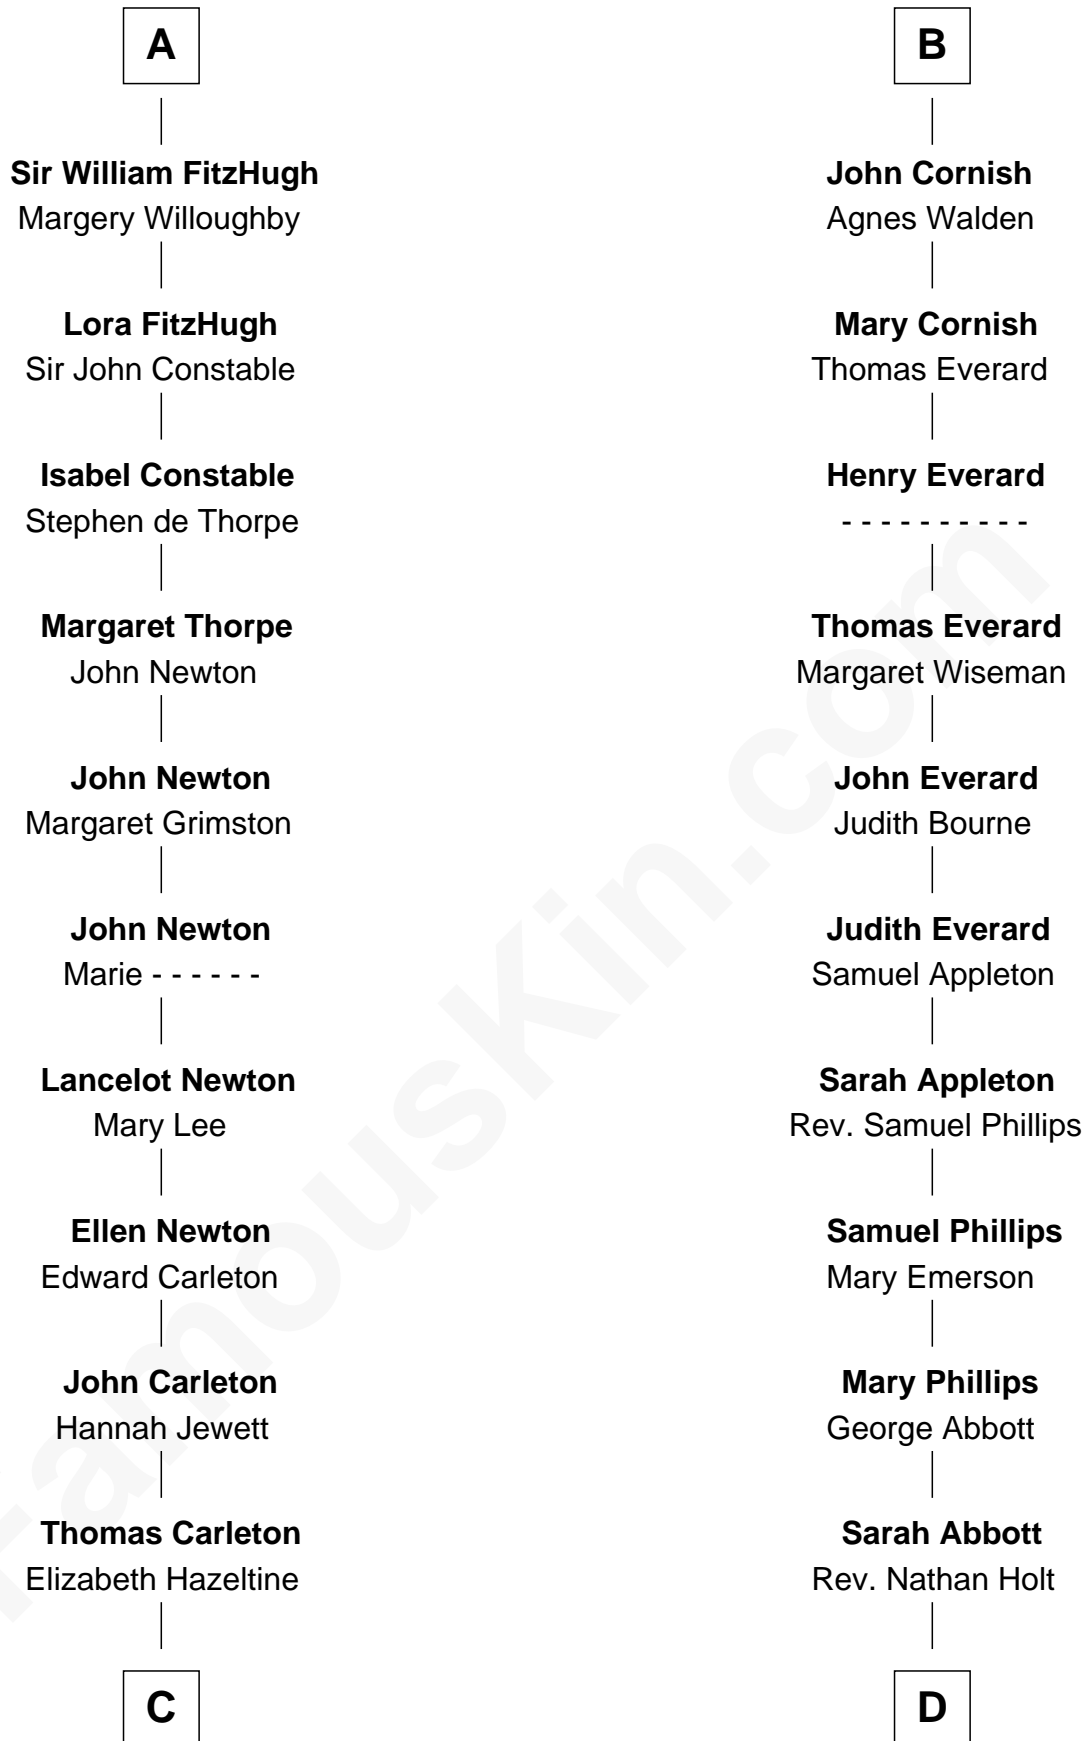 A
Sir William FitzHugh
Margery Willoughby
Lora FitzHugh
Sir John Constable
Isabel Constable
Stephen de Thorpe
Margaret Thorpe
John Newton
John Newton
Margaret Grimston
John Newton
Marie - - - - - -
Lancelot Newton
Mary Lee
Ellen Newton
Edward Carleton
John Carleton
Hannah Jewett
Thomas Carleton
Elizabeth Hazeltine
C
B
John Cornish
Agnes Walden
Mary Cornish
Thomas Everard
Henry Everard
- - - - - - - - - -
Thomas Everard
Margaret Wiseman
John Everard
Judith Bourne
Judith Everard
Samuel Appleton
Sarah Appleton
Rev. Samuel Phillips
Samuel Phillips
Mary Emerson
Mary Phillips
George Abbott
Sarah Abbott
Rev. Nathan Holt
D
FamousKin.com